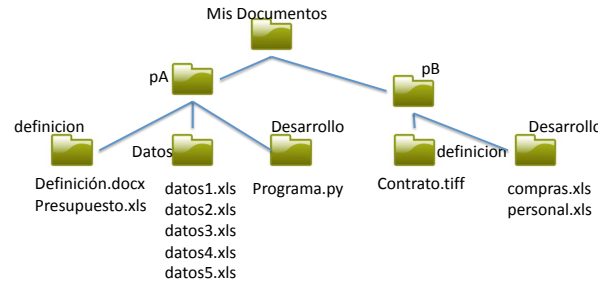 Mis Documentos
pA
pB
definicion
Datos
Desarrollo
definicion
Desarrollo
Definición.docx
Presupuesto.xls
datos1.xls
datos2.xls
datos3.xls
datos4.xls
datos5.xls
Programa.py
Contrato.tiff
compras.xls
personal.xls